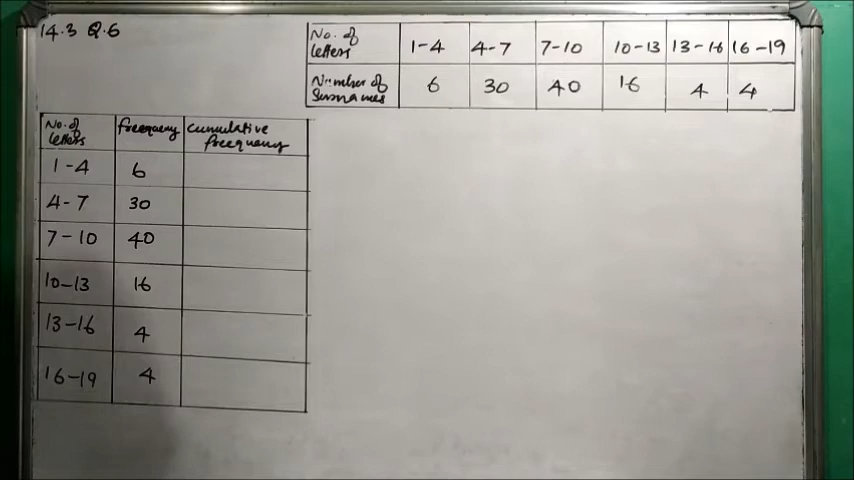 14.3 Q.6
No. of letters 1-4 4-7 7-10 10-13 13-16 16-19
Number of Surnames 6 30 40 16 4 4
No. of letters frequency cumulative frequency
1-4 6
4-7 30
7-10 40
10-13 16
13-16 4
16-19 4